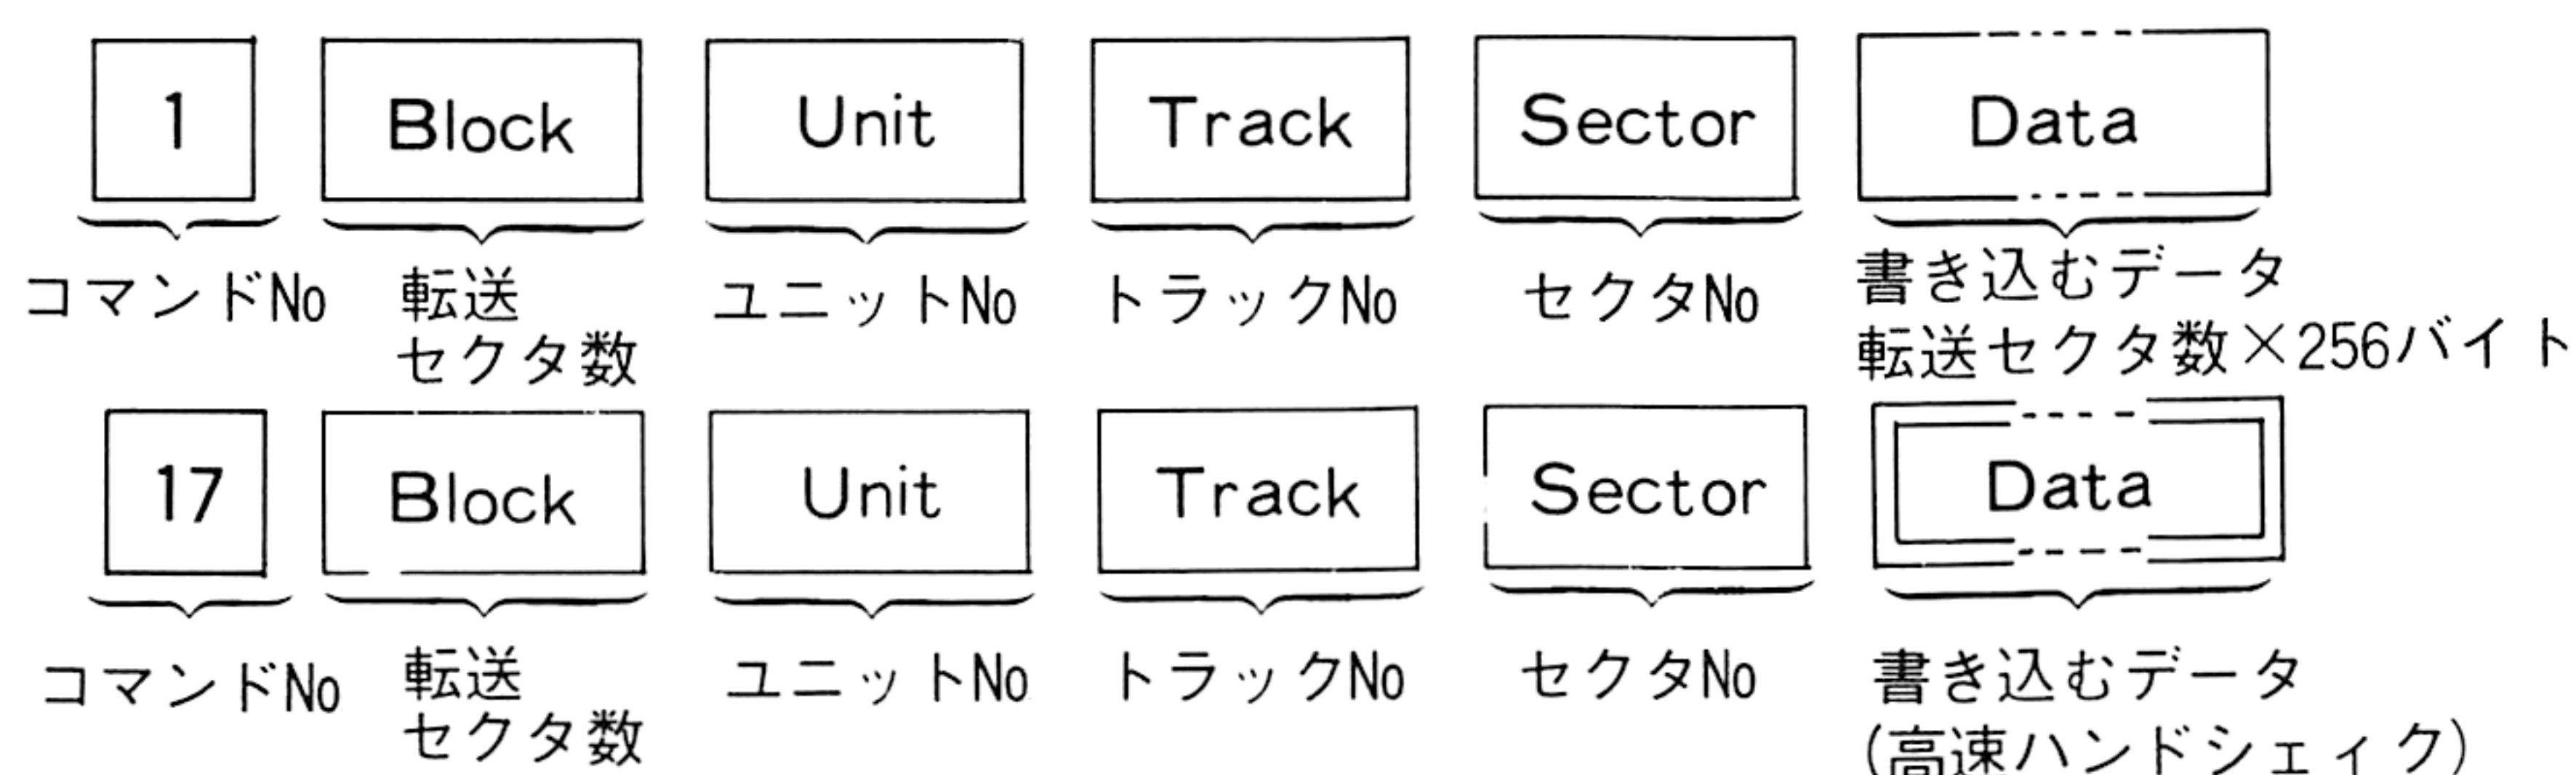 1 Block Unit Track Sector Data
コマンドNo 転送 ユニットNo トラックNo セクタNo 書き込むデータ
セクタ数 転送セクタ数×256バイト
17 Block Unit Track Sector Data
コマンドNo 転送 ユニットNo トラックNo セクタNo 書き込むデータ
セクタ数 (高速ハンドシェイク)